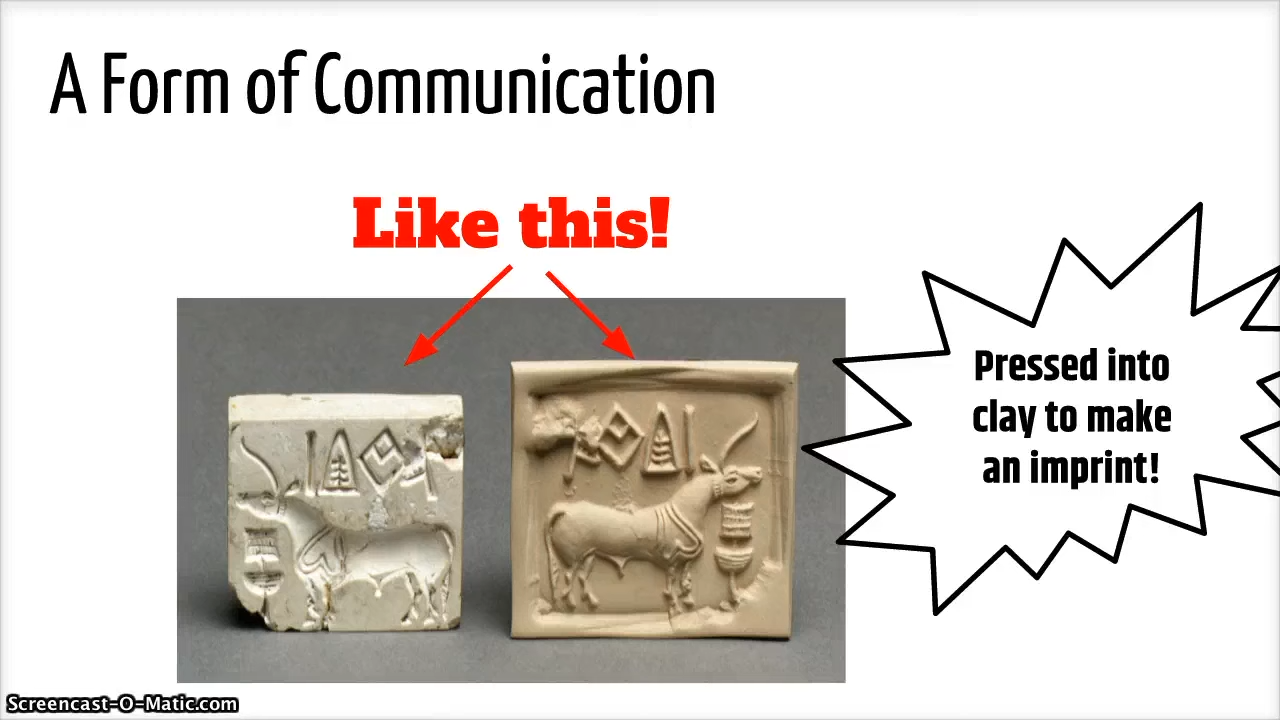 A Form of Communication
Like this!
Pressed into
clay to make
an imprint!
Screencast-O-Matic.com